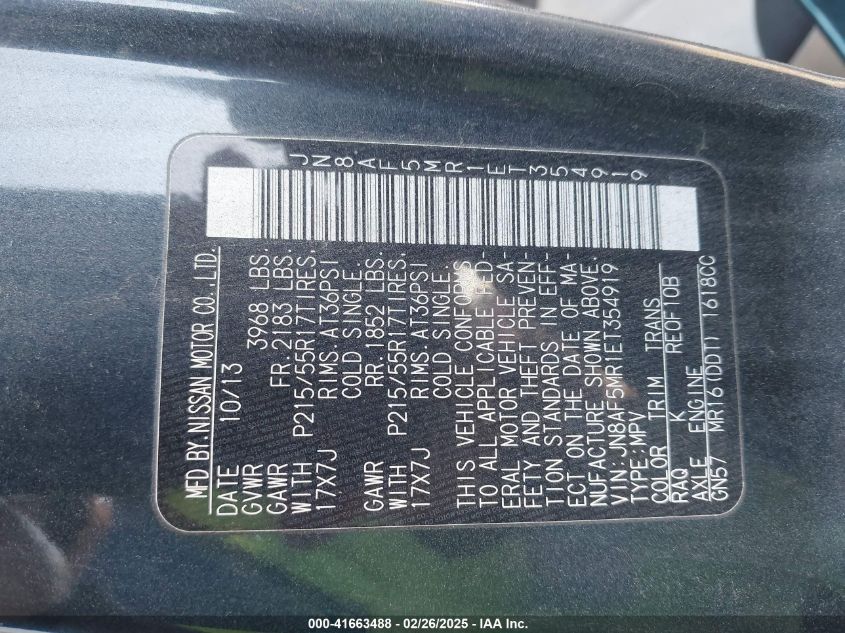 JN8AF5MR1ET354919
MFD BY.NISSAN MOTOR CO.,LTD.
DATE 10/13
GVWR 3968 LBS.
GAWR FR.2183 LBS.
WITH P215/55R17TIRES.
17X7J RIMS.AT36PSI
COLD SINGLE.
GAWR RR.1852 LBS.
WITH P215/55R17TIRES.
17X7J RIMS.AT36PSI
COLD SINGLE.
THIS VEHICLE CONFORMS
TO ALL APPLICABLE FED-
ERAL MOTOR VEHICLE SA-
FETY AND THEFT PREVEN-
TION STANDARDS IN EFF-
ECT ON THE DATE OF MA-
NUFACTURE SHOWN ABOVE.
VIN:JN8AF5MR1ET354919
TYPE:MPV
COLOR TRIM TRANS
RAQ K RE0F10B
AXLE ENGINE
GN57 MR16(DD1) 1618CC
000-41663488 - 02/26/2025 - IAA Inc.